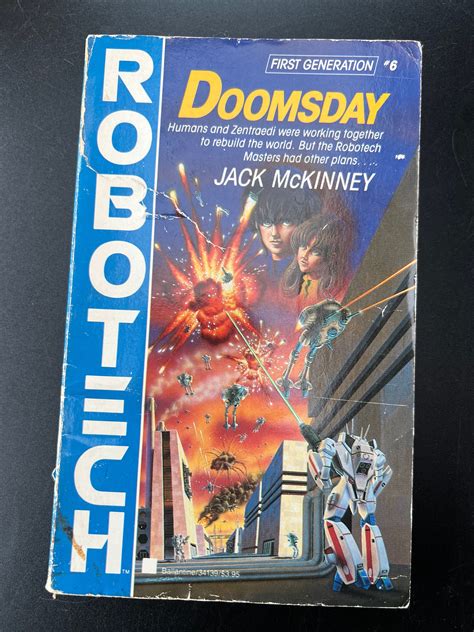 ROBOTECH
TM
FIRST GENERATION #6
DOOMSDAY
Humans and Zentraedi were working together
to rebuild the world. But the Robotech
Masters had other plans. . . .
JACK McKINNEY
Ballantine/34139/$3.95